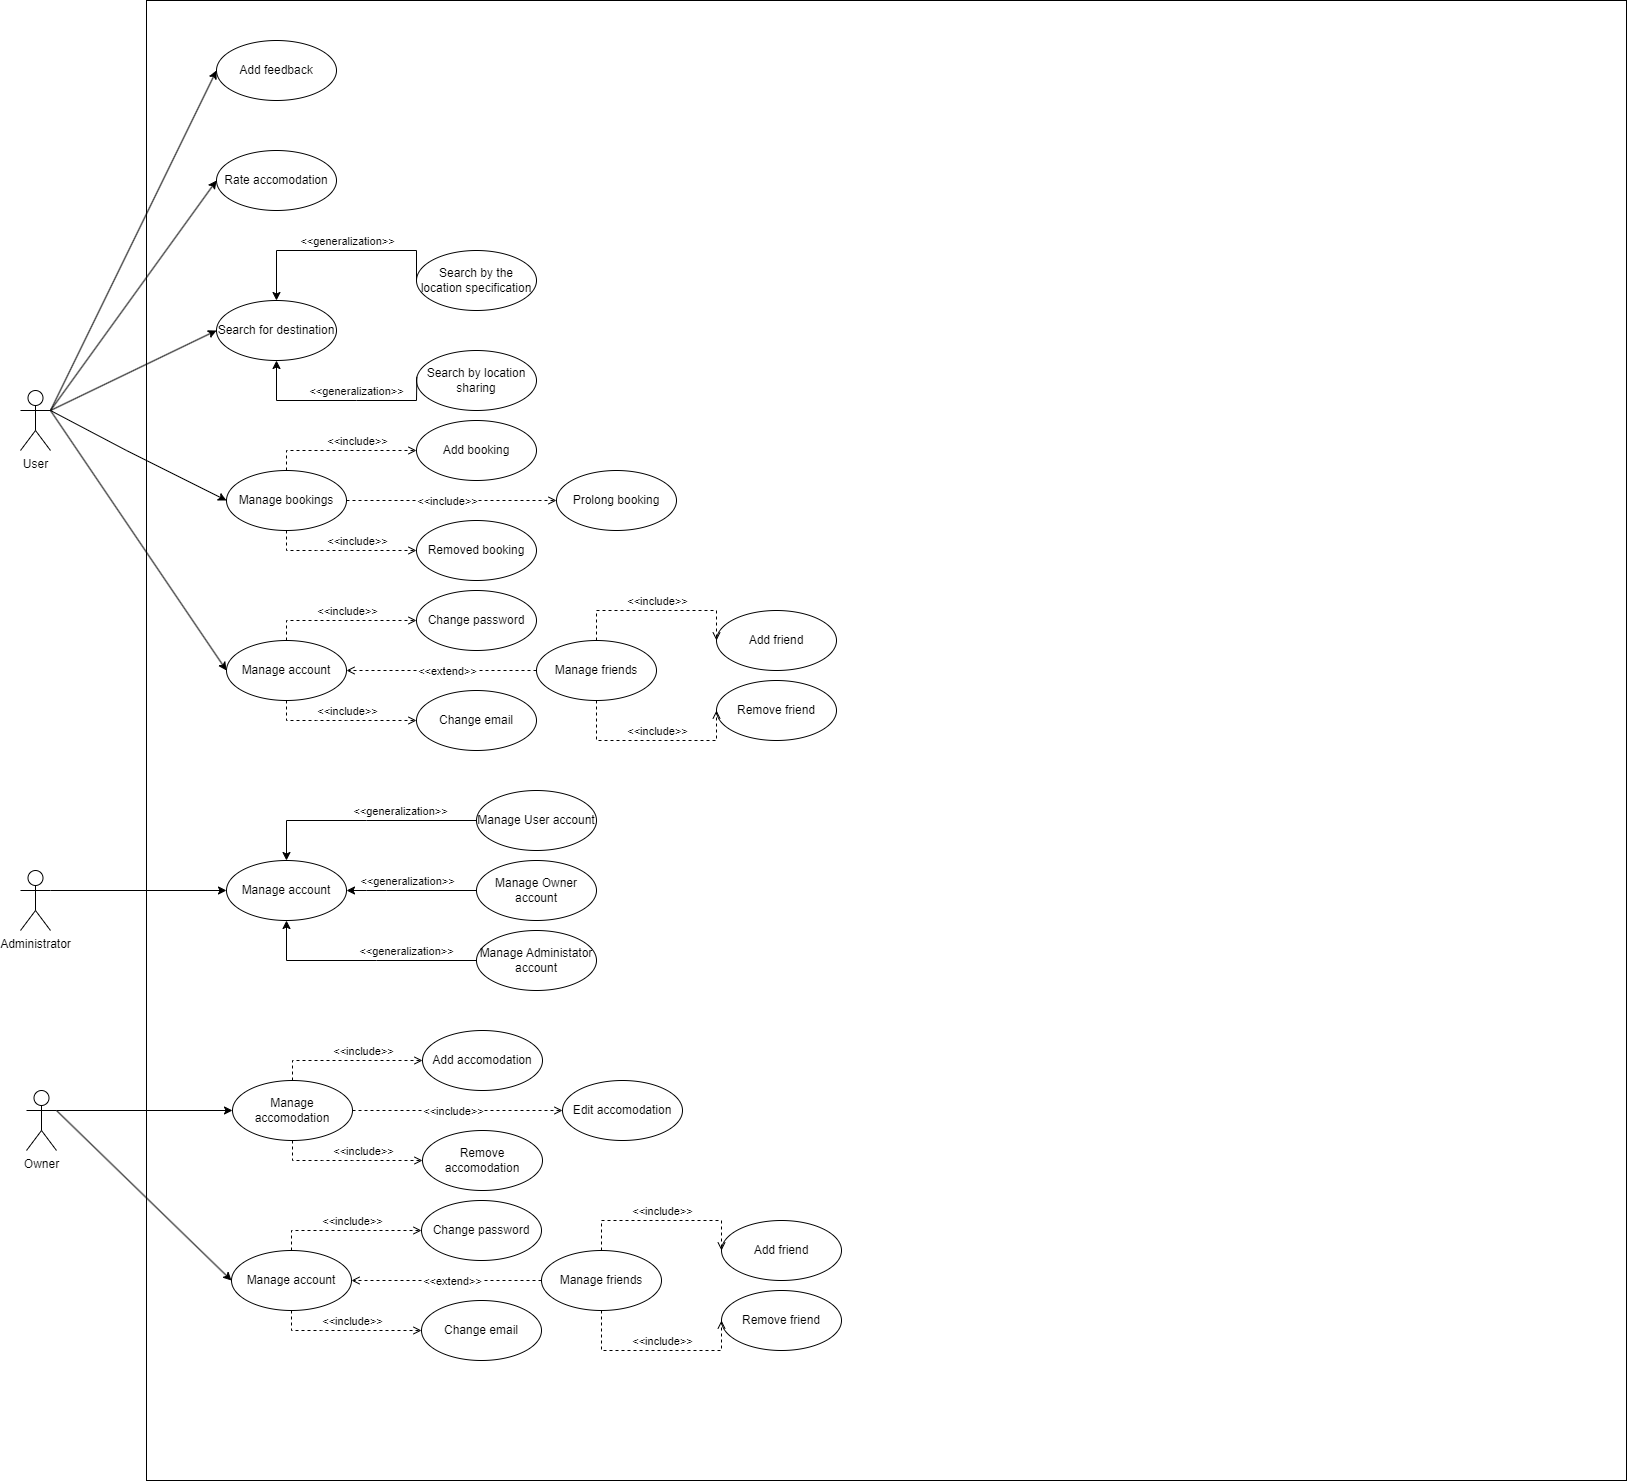 Add feedback
Rate accomodation
<<generalization>>
Search by the
location specification
Search for destination
Search by location
sharing
<<generalization>>
User
<<include>>
Add booking
Manage bookings
<<include>>
Prolong booking
<<include>>
Removed booking
<<include>>
Change password
<<include>>
Add friend
Manage account
<<extend>>
Manage friends
<<include>>
Change email
Remove friend
<<include>>
<<generalization>>
Manage User account
Administrator
Manage account
<<generalization>>
Manage Owner
account
<<generalization>>
Manage Administator
account
<<include>>
Add accomodation
Owner
Manage
accomodation
<<include>>
Edit accomodation
<<include>>
Remove
accomodation
<<include>>
Change password
<<include>>
Add friend
Manage account
<<extend>>
Manage friends
<<include>>
Change email
Remove friend
<<include>>